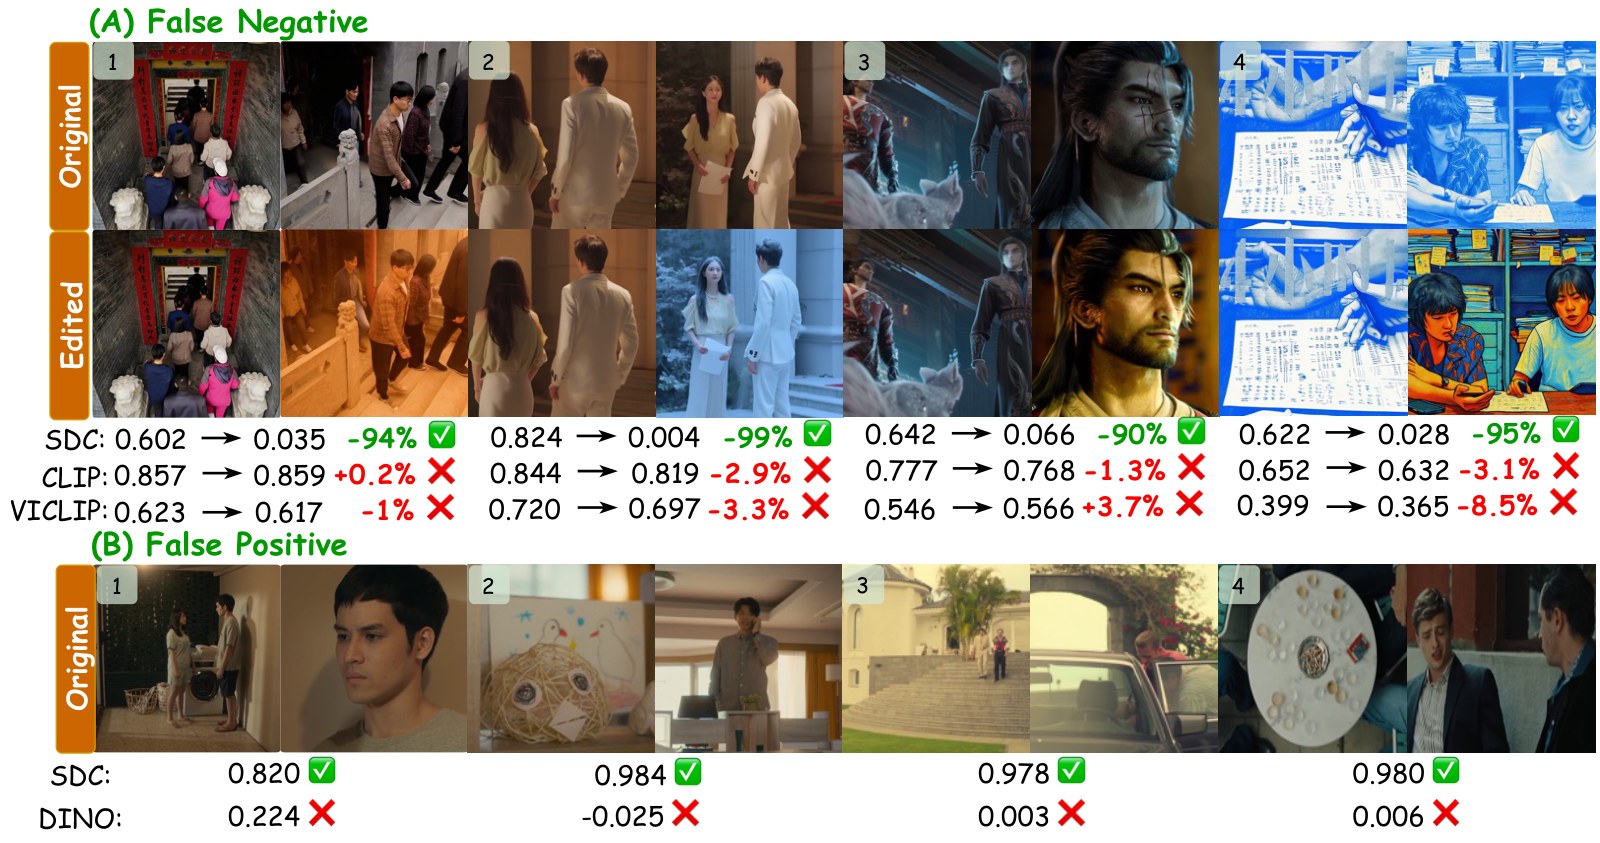 (A) False Negative
Original
1
2
3
4
Edited
SDC: 0.602 → 0.035 -94% ✅ 0.824 → 0.004 -99% ✅ 0.642 → 0.066 -90% ✅ 0.622 → 0.028 -95% ✅
CLIP: 0.857 → 0.859 +0.2% ❌ 0.844 → 0.819 -2.9% ❌ 0.777 → 0.768 -1.3% ❌ 0.652 → 0.632 -3.1% ❌
VICLIP: 0.623 → 0.617 -1% ❌ 0.720 → 0.697 -3.3% ❌ 0.546 → 0.566 +3.7% ❌ 0.399 → 0.365 -8.5% ❌
(B) False Positive
Original
1
2
3
4
SDC: 0.820 ✅ 0.984 ✅ 0.978 ✅ 0.980 ✅
DINO: 0.224 ❌ -0.025 ❌ 0.003 ❌ 0.006 ❌